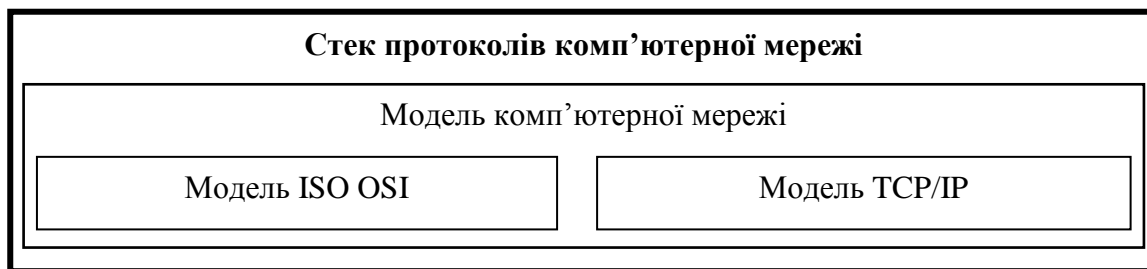 Стек протоколів комп’ютерної мережі
Модель комп’ютерної мережі
Модель ISO OSI
Модель TCP/IP